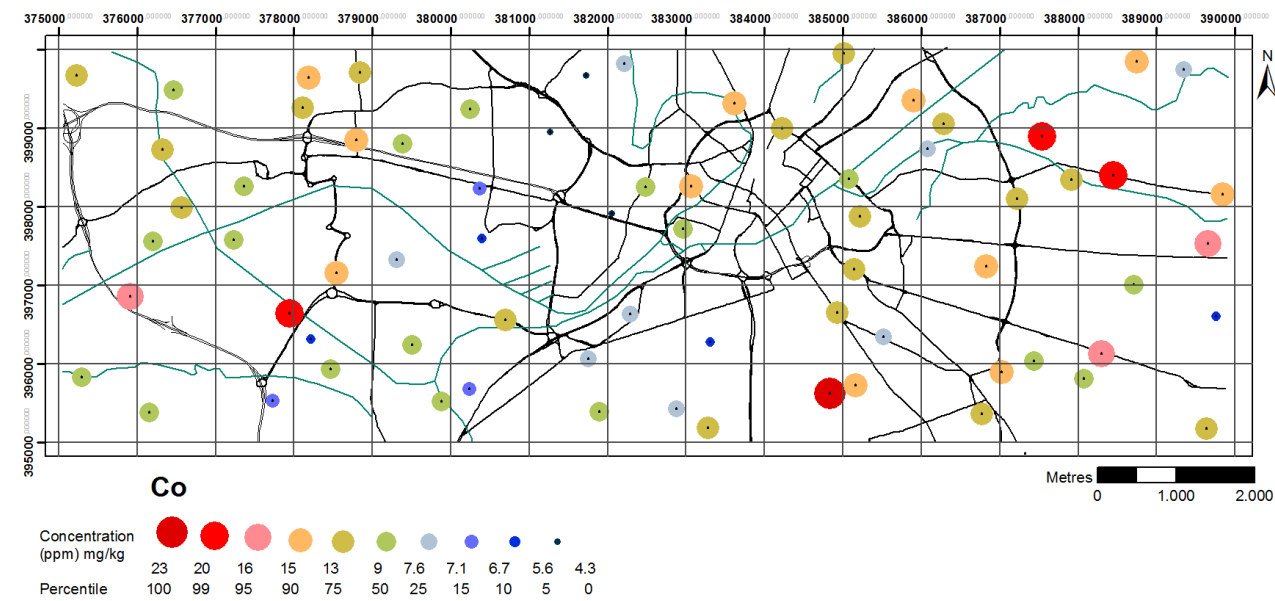 375000.000000 376000.000000 377000.000000 378000.000000 379000.000000 380000.000000 381000.000000 382000.000000 383000.000000 384000.000000 385000.000000 386000.000000 387000.000000 388000.000000 389000.000000 390000.000000
N
399000.000000
398000.000000
397000.000000
396000.000000
395000.000000
Metres
0 1.000 2.000
Co
Concentration
(ppm) mg/kg
23 20 16 15 13 9 7.6 7.1 6.7 5.6 4.3
Percentile 100 99 95 90 75 50 25 15 10 5 0